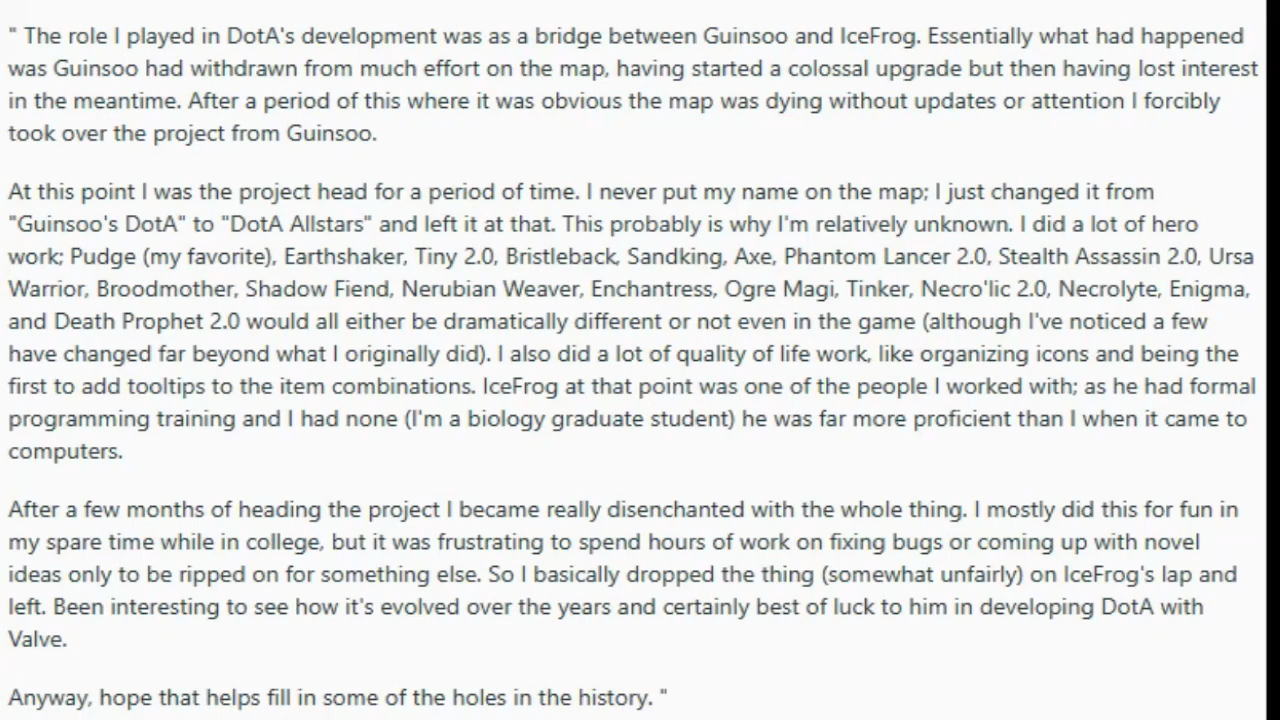 " The role I played in DotA's development was as a bridge between Guinsoo and IceFrog. Essentially what had happened
was Guinsoo had withdrawn from much effort on the map, having started a colossal upgrade but then having lost interest
in the meantime. After a period of this where it was obvious the map was dying without updates or attention I forcibly
took over the project from Guinsoo.
At this point I was the project head for a period of time. I never put my name on the map; I just changed it from
"Guinsoo's DotA" to "DotA Allstars" and left it at that. This probably is why I'm relatively unknown. I did a lot of hero
work; Pudge (my favorite), Earthshaker, Tiny 2.0, Bristleback, Sandking, Axe, Phantom Lancer 2.0, Stealth Assassin 2.0, Ursa
Warrior, Broodmother, Shadow Fiend, Nerubian Weaver, Enchantress, Ogre Magi, Tinker, Necro'lic 2.0, Necrolyte, Enigma,
and Death Prophet 2.0 would all either be dramatically different or not even in the game (although I've noticed a few
have changed far beyond what I originally did). I also did a lot of quality of life work, like organizing icons and being the
first to add tooltips to the item combinations. IceFrog at that point was one of the people I worked with; as he had formal
programming training and I had none (I'm a biology graduate student) he was far more proficient than I when it came to
computers.
After a few months of heading the project I became really disenchanted with the whole thing. I mostly did this for fun in
my spare time while in college, but it was frustrating to spend hours of work on fixing bugs or coming up with novel
ideas only to be ripped on for something else. So I basically dropped the thing (somewhat unfairly) on IceFrog's lap and
left. Been interesting to see how it's evolved over the years and certainly best of luck to him in developing DotA with
Valve.
Anyway, hope that helps fill in some of the holes in the history. "